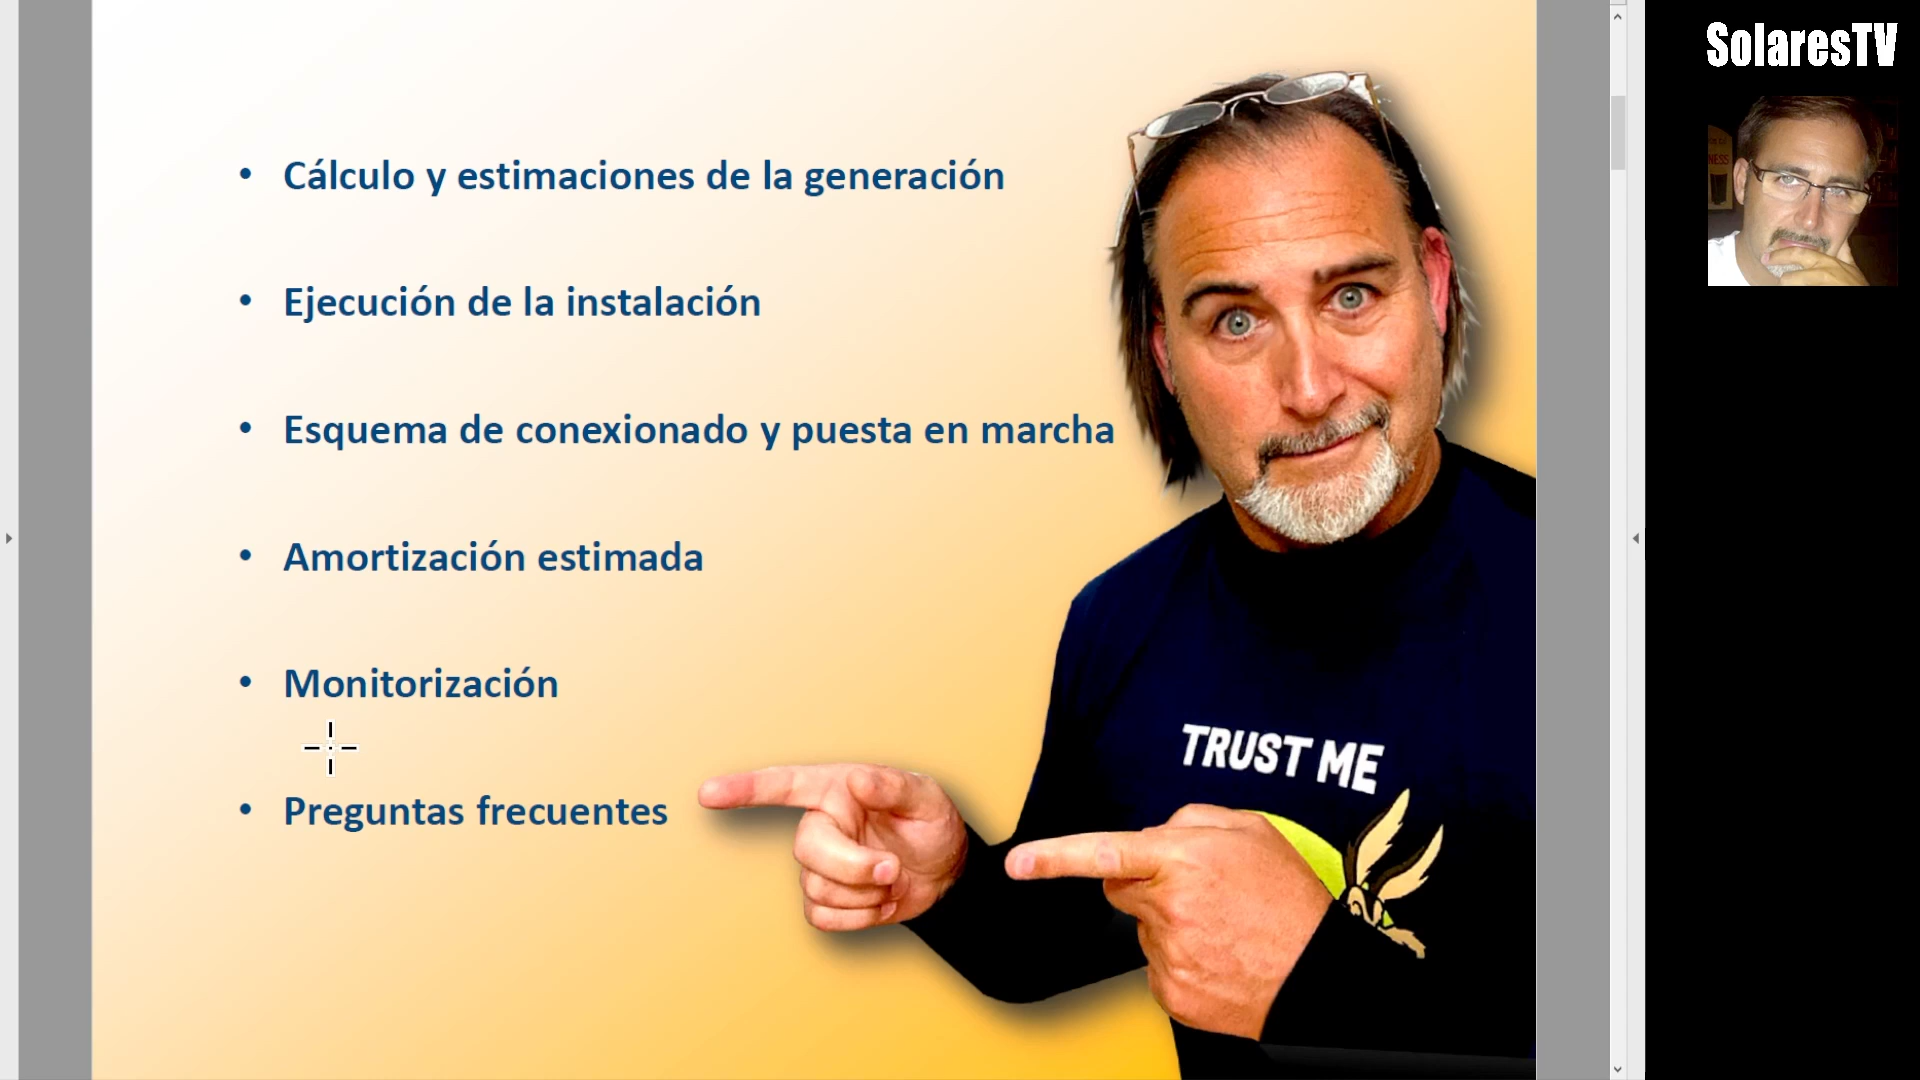 SolaresTV
NESS
• Cálculo y estimaciones de la generación
• Ejecución de la instalación
• Esquema de conexionado y puesta en marcha
• Amortización estimada
• Monitorización
• Preguntas frecuentes
TRUST ME